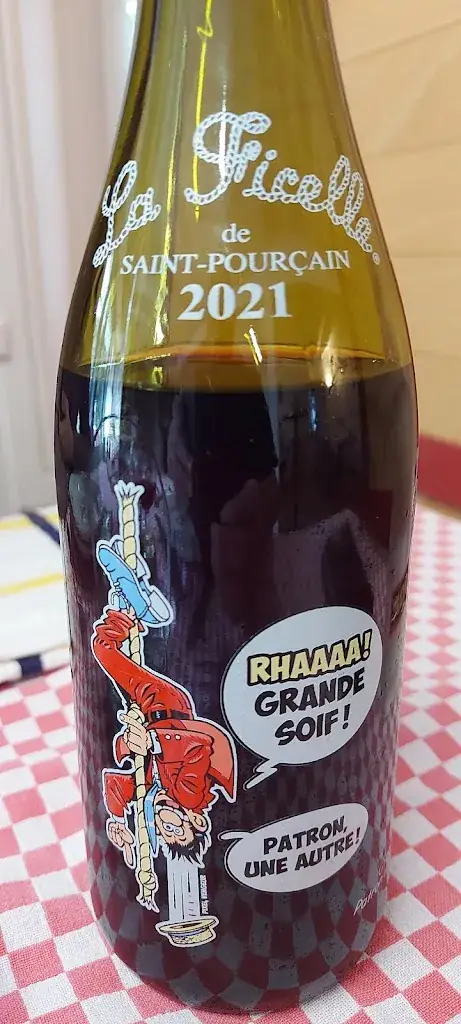 La Ficelle®
de
SAINT-POURÇAIN
2021
RHAAAA!
GRANDE
SOIF!
PATRON,
UNE AUTRE!